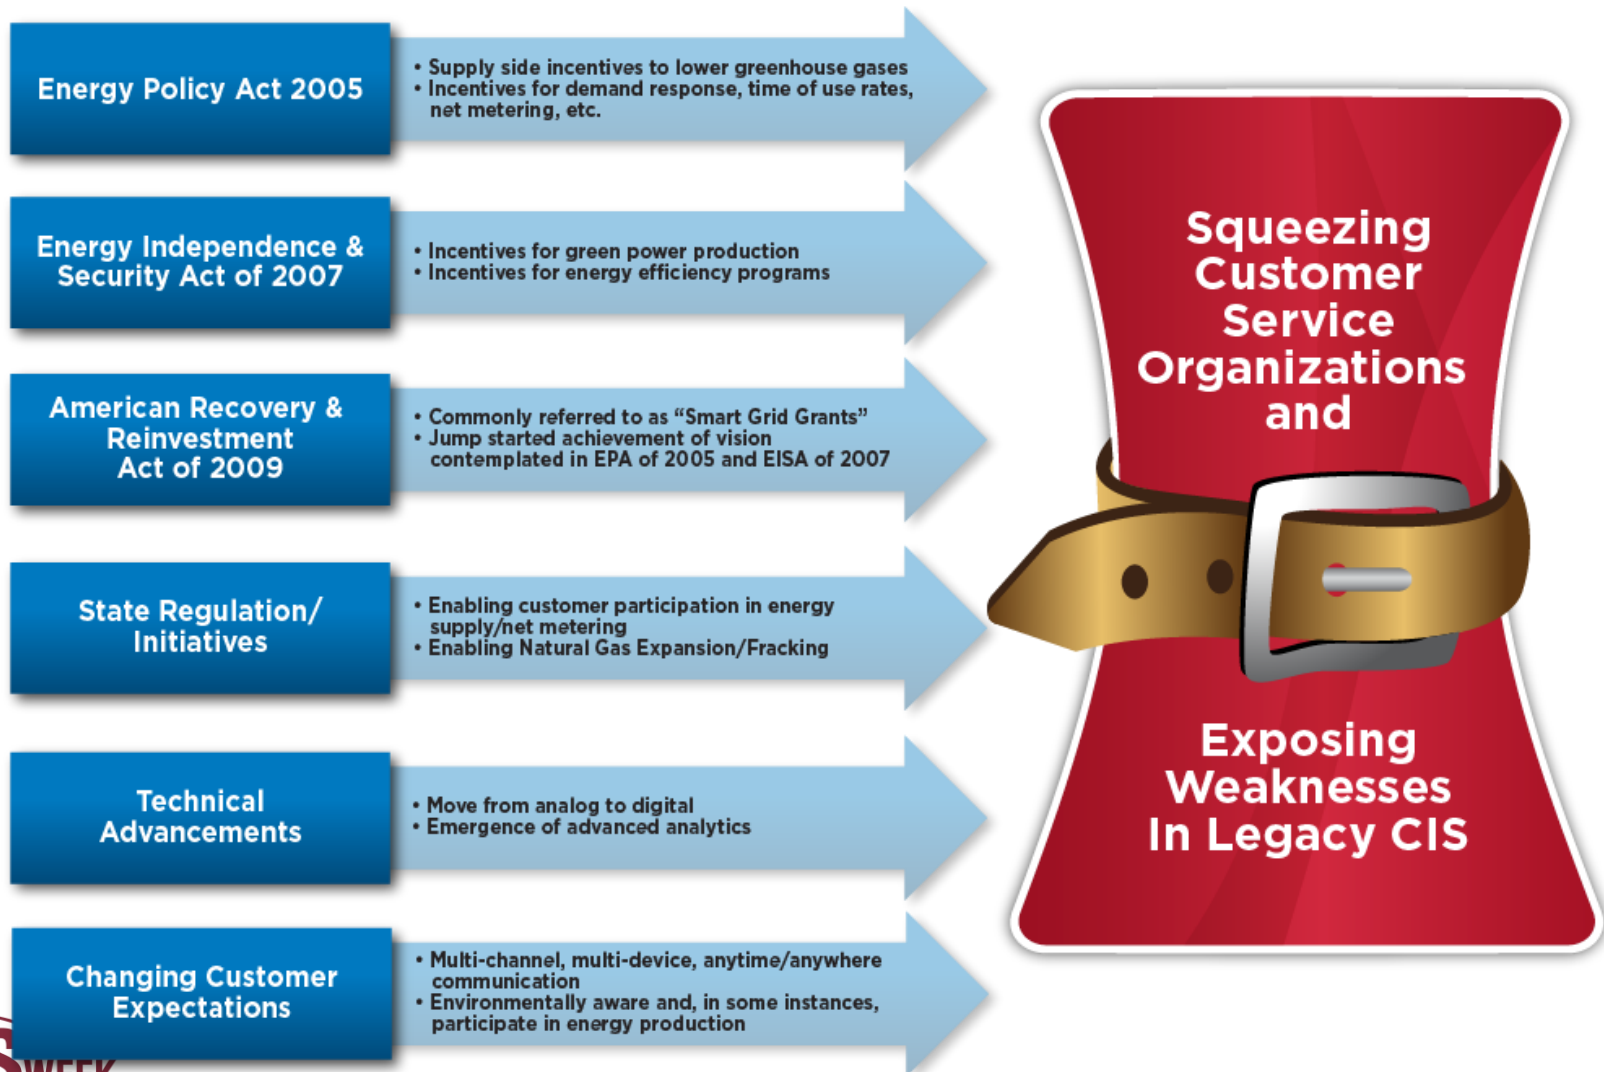 Energy Policy Act 2005
• Supply side incentives to lower greenhouse gases
• Incentives for demand response, time of use rates,
net metering, etc.
Energy Independence &
Security Act of 2007
• Incentives for green power production
• Incentives for energy efficiency programs
American Recovery &
Reinvestment
Act of 2009
• Commonly referred to as “Smart Grid Grants”
• Jump started achievement of vision
contemplated in EPA of 2005 and EISA of 2007
State Regulation/
Initiatives
• Enabling customer participation in energy
supply/net metering
• Enabling Natural Gas Expansion/Fracking
Technical
Advancements
• Move from analog to digital
• Emergence of advanced analytics
Changing Customer
Expectations
• Multi-channel, multi-device, anytime/anywhere
communication
• Environmentally aware and, in some instances,
participate in energy production
Squeezing
Customer
Service
Organizations
and
Exposing
Weaknesses
In Legacy CIS
WEEK